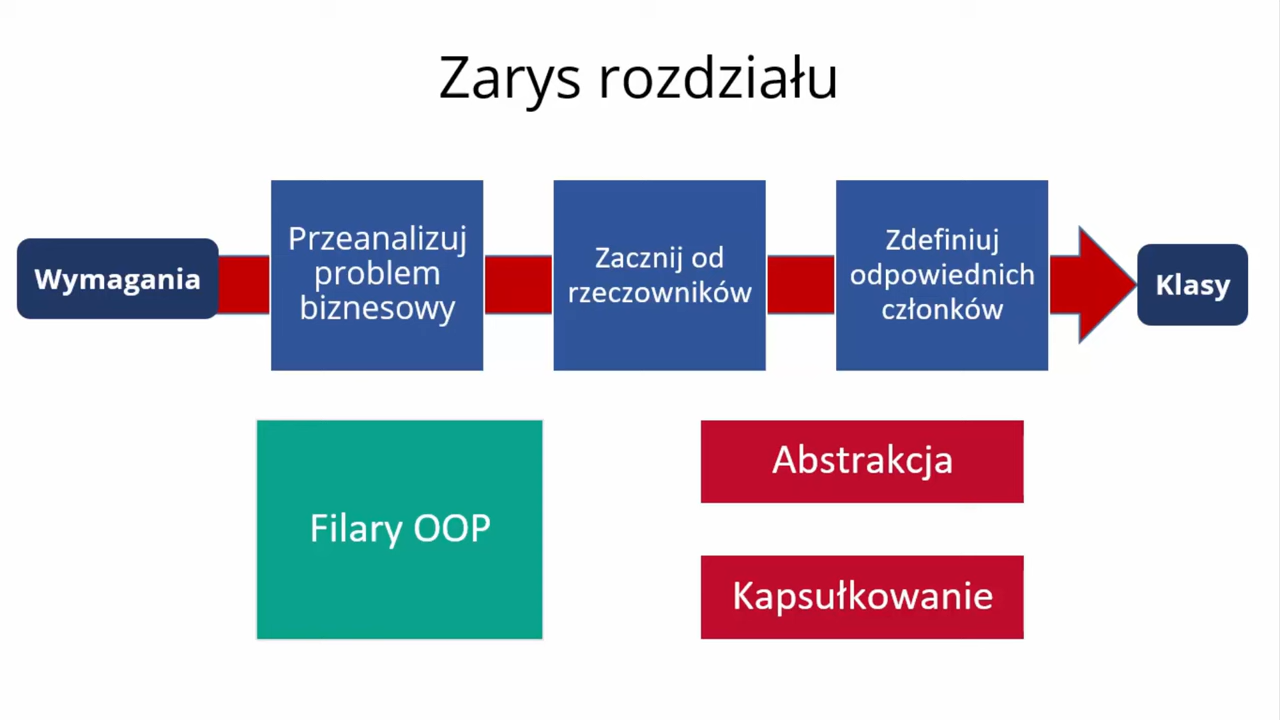 Zarys rozdziału
Wymagania
Przeanalizuj
problem
biznesowy
Zacznij od
rzeczowników
Zdefiniuj
odpowiednich
członków
Klasy
Filary OOP
Abstrakcja
Kapsułkowanie